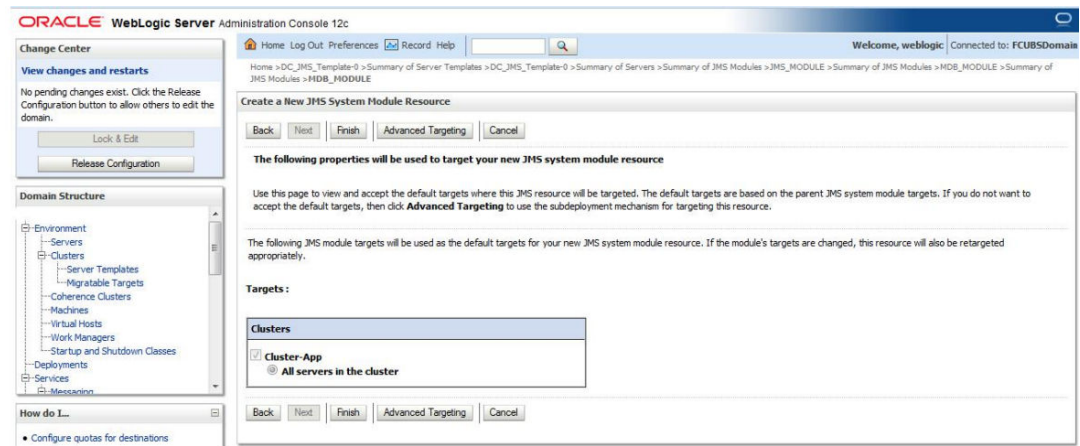 ORACLE WebLogic Server Administration Console 12c
Change Center
View changes and restarts
No pending changes exist. Click the Release
Configuration button to allow others to edit the
domain.
Lock & Edit
Release Configuration
Domain Structure
Environment
Servers
Clusters
Server Templates
Migratable Targets
Coherence Clusters
Machines
Virtual Hosts
Work Managers
Startup and Shutdown Classes
Deployments
Services
Messaging
How do I...
Configure quotas for destinations
Home Log Out Preferences Record Help
Welcome, weblogic Connected to: FCUBSDomain
Home >DC_JMS_Template-0 >Summary of Server Templates >DC_JMS_Template-0 >Summary of Servers >Summary of JMS Modules >JMS_MODULE >Summary of JMS Modules >MDB_MODULE >Summary of
JMS Modules >MDB_MODULE
Create a New JMS System Module Resource
Back Next Finish Advanced Targeting Cancel
The following properties will be used to target your new JMS system module resource
Use this page to view and accept the default targets where this JMS resource will be targeted. The default targets are based on the parent JMS system module targets. If you do not want to
accept the default targets, then click Advanced Targeting to use the subdeployment mechanism for targeting this resource.
The following JMS module targets will be used as the default targets for your new JMS system module resource. If the module's targets are changed, this resource will also be retargeted
appropriately.
Targets :
Clusters
Cluster-App
All servers in the cluster
Back Next Finish Advanced Targeting Cancel